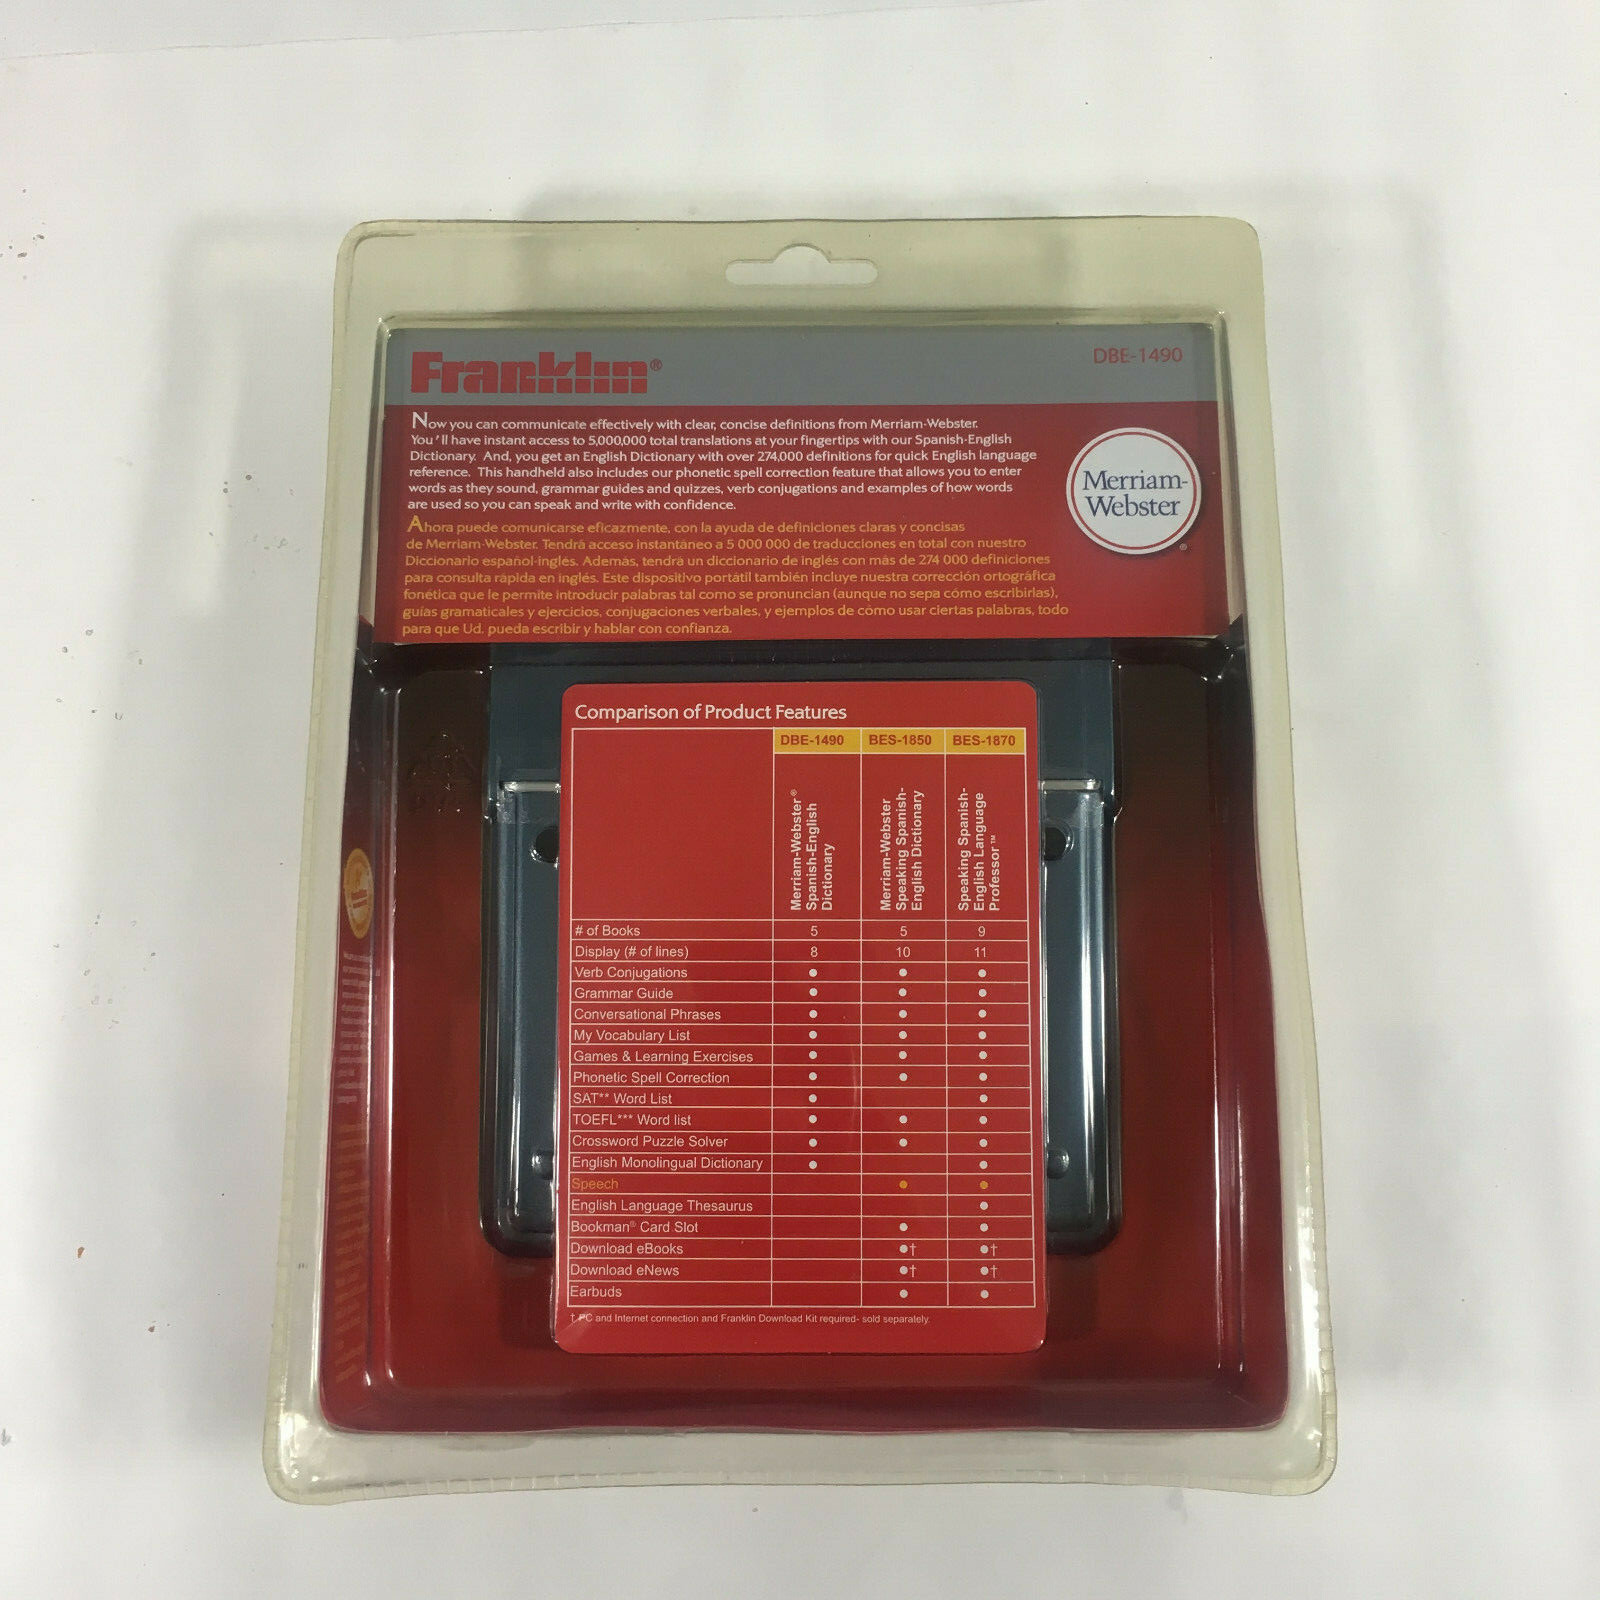 Franklin®
DBE-1490
Now you can communicate effectively with clear, concise definitions from Merriam-Webster.
You'll have instant access to 5,000,000 total translations at your fingertips with our Spanish-English
Dictionary. And, you get an English Dictionary with over 274,000 definitions for quick English language
reference. This handheld also includes our phonetic spell correction feature that allows you to enter
words as they sound, grammar guides and quizzes, verb conjugations and examples of how words
are used so you can speak and write with confidence.
Merriam-
Webster
®
Ahora puede comunicarse eficazmente, con la ayuda de definiciones claras y concisas
de Merriam-Webster. Tendrá acceso instantáneo a 5 000 000 de traducciones en total con nuestro
Diccionario español-inglés. Además, tendrá un diccionario de inglés con más de 274 000 definiciones
para consulta rápida en inglés. Este dispositivo portátil también incluye nuestra corrección ortográfica
fonética que le permite introducir palabras tal como se pronuncian (aunque no sepa cómo escribirlas),
guías gramaticales y ejercicios, conjugaciones verbales, y ejemplos de cómo usar ciertas palabras, todo
para que Ud. pueda escribir y hablar con confianza.
Comparison of Product Features
DBE-1490 BES-1850 BES-1870
Merriam-Webster®
Spanish-English
Dictionary
Merriam-Webster
Speaking Spanish-
English Dictionary
Speaking Spanish-
English Language
Professor™
# of Books 5 5 9
Display (# of lines) 8 10 11
Verb Conjugations ● ● ●
Grammar Guide ● ● ●
Conversational Phrases ● ● ●
My Vocabulary List ● ● ●
Games & Learning Exercises ● ● ●
Phonetic Spell Correction ● ● ●
SAT** Word List ● ●
TOEFL*** Word list ● ● ●
Crossword Puzzle Solver ● ● ●
English Monolingual Dictionary ● ●
Speech ● ●
English Language Thesaurus ●
Bookman® Card Slot ● ●
Download eBooks ●† ●†
Download eNews ●† ●†
Earbuds ● ●
† PC and Internet connection and Franklin Download Kit required- sold separately.